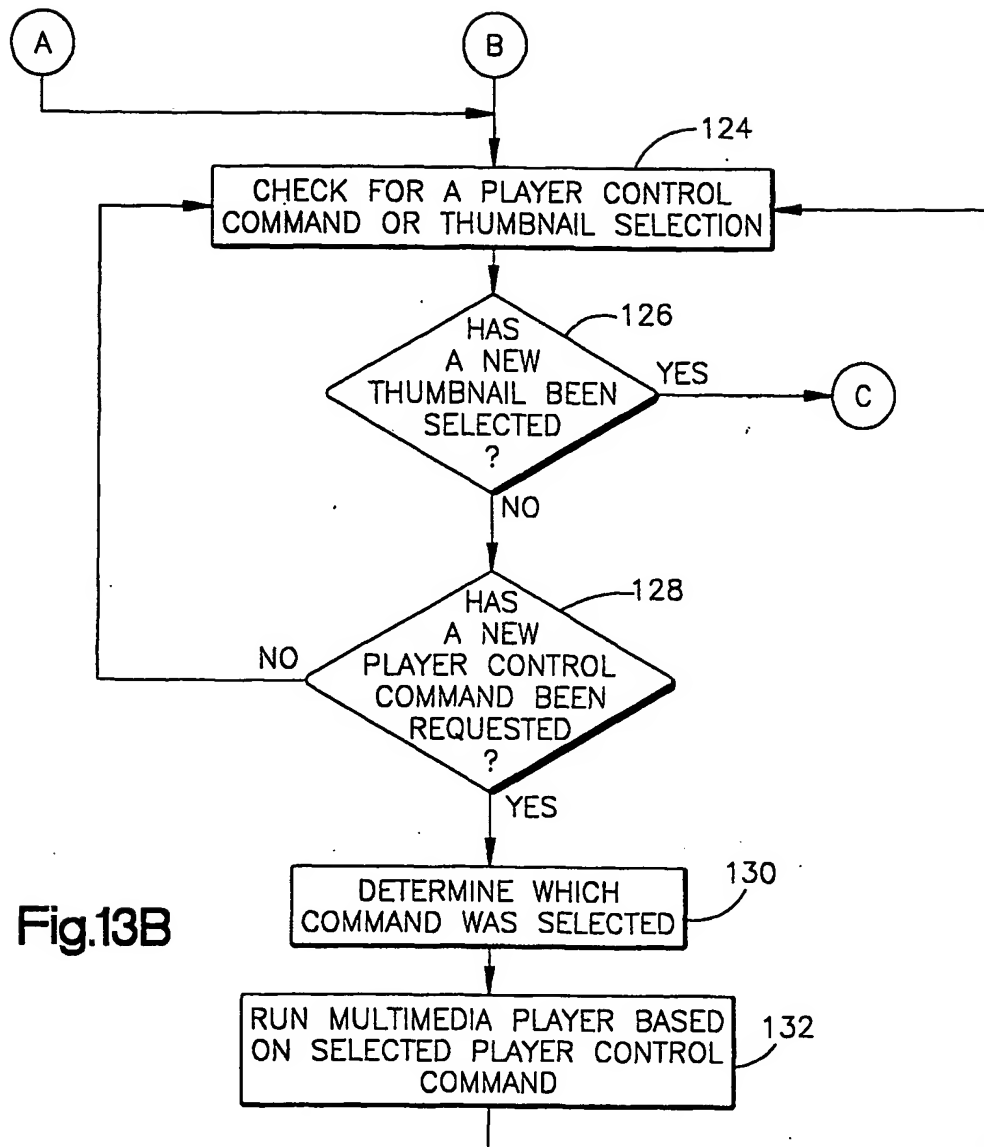 A
B
124
CHECK FOR A PLAYER CONTROL
COMMAND OR THUMBNAIL SELECTION
126
HAS
A NEW
THUMBNAIL BEEN
SELECTED
?
YES
C
NO
128
HAS
A NEW
PLAYER CONTROL
COMMAND BEEN
REQUESTED
?
NO
YES
130
DETERMINE WHICH
COMMAND WAS SELECTED
Fig.13B
132
RUN MULTIMEDIA PLAYER BASED
ON SELECTED PLAYER CONTROL
COMMAND